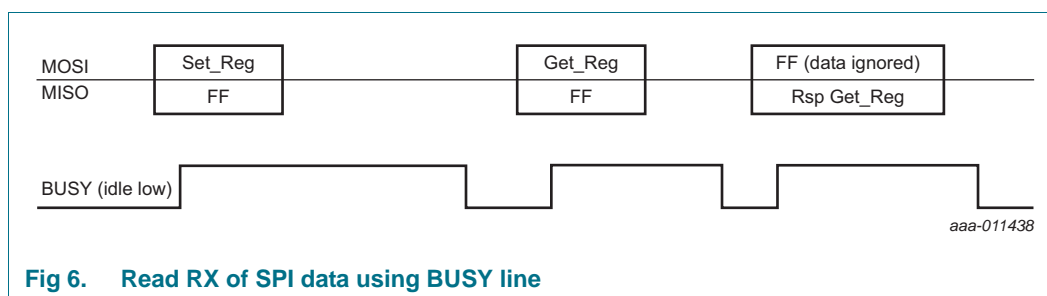 MOSI Set_Reg Get_Reg FF (data ignored)
MISO FF FF Rsp Get_Reg
BUSY (idle low)
aaa-011438
Fig 6. Read RX of SPI data using BUSY line